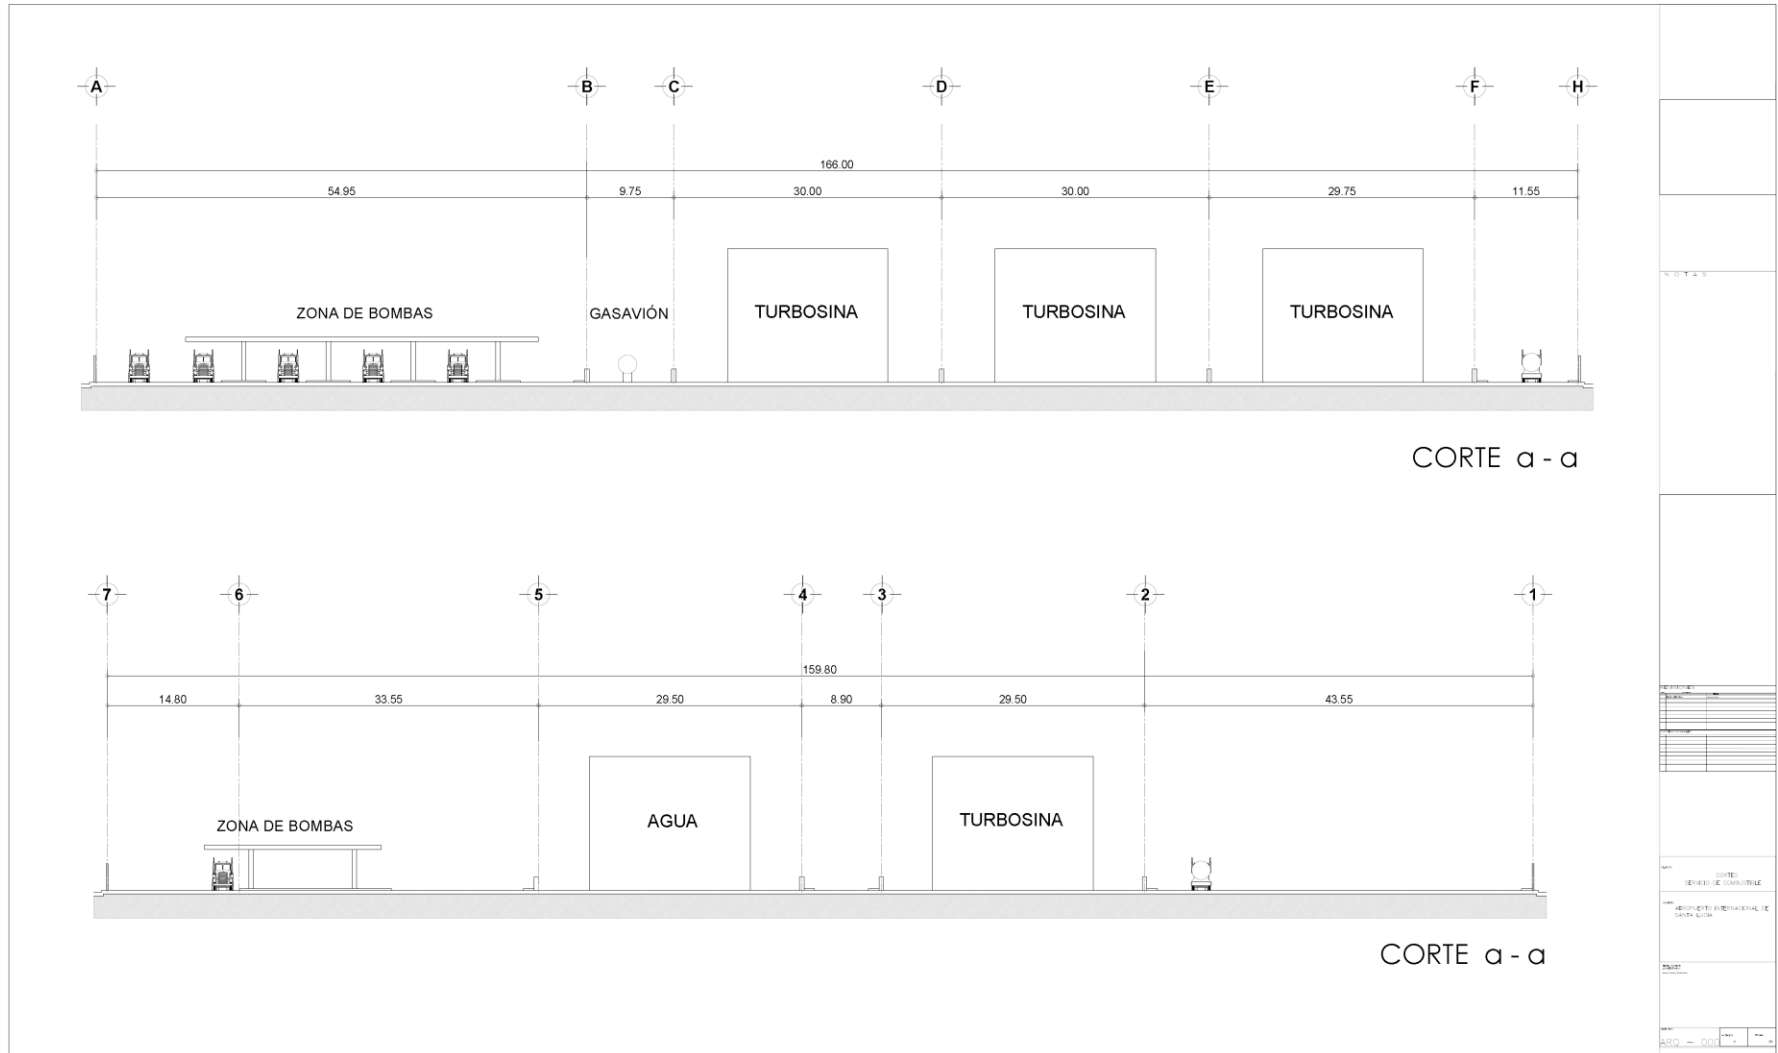 A B C D E F H
166.00
54.95 9.75 30.00 30.00 29.75 11.55
ZONA DE BOMBAS
GASAVIÓN
TURBOSINA
TURBOSINA
TURBOSINA
CORTE a - a
7 6 5 4 3 2 1
159.80
14.80 33.55 29.50 8.90 29.50 43.55
ZONA DE BOMBAS
AGUA
TURBOSINA
CORTE a - a
NOTAS
CORTES
SERVICIO DE COMBUSTIBLE
AEROPUERTO INTERNACIONAL DE
SANTA LUCIA
ARQ - 000